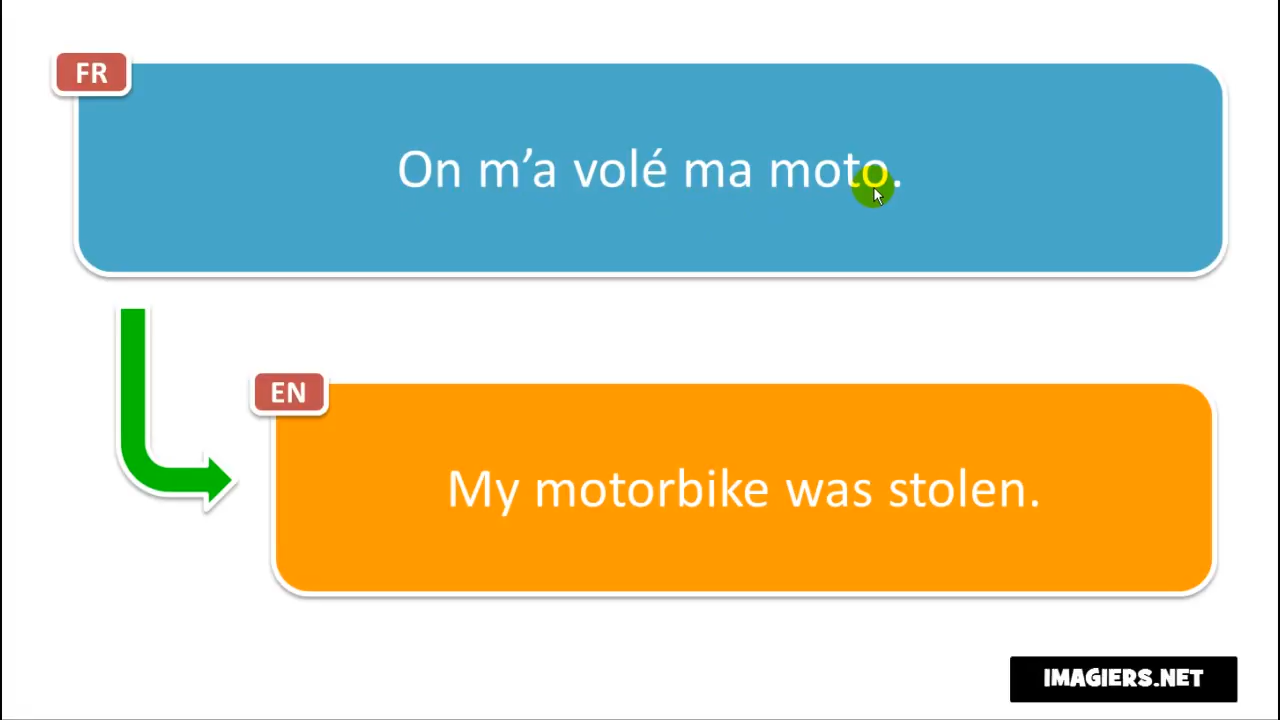 FR
On m’a volé ma moto.
EN
My motorbike was stolen.
IMAGIERS.NET